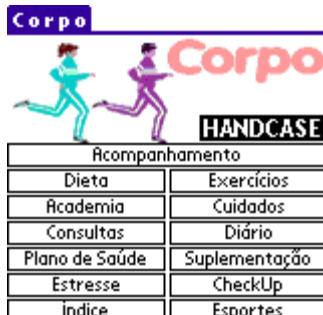 Corpo
Corpo
HANDCASE
Acompanhamento
Dieta
Exercícios
Academia
Cuidados
Consultas
Diário
Plano de Saúde
Suplementação
Estresse
CheckUp
Índice
Esportes